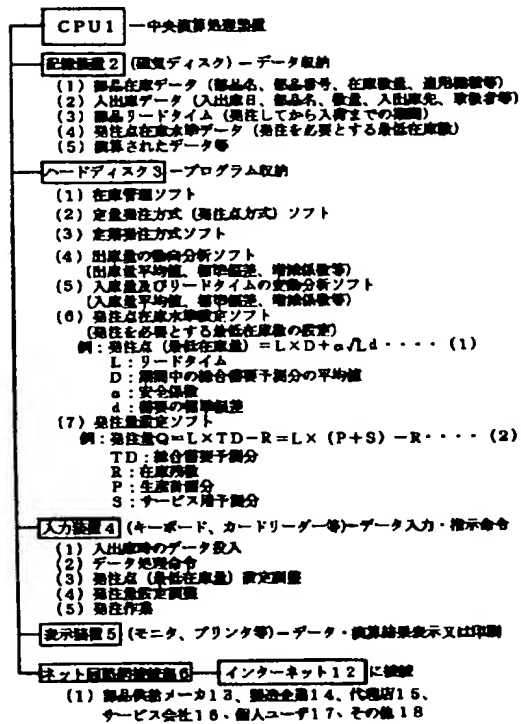 CPU1 ー中央演算処理装置
記憶装置2 (磁気ディスク) ーデータ収納
(1) 部品在庫データ (部品名、部品番号、在庫数量、適用機種等)
(2) 入出庫データ (入出庫日、部品名、数量、入出庫先、取扱者等)
(3) 部品リードタイム (発注してから入荷までの期間)
(4) 発注点在庫水準データ (発注を必要とする最低在庫数)
(5) 演算されたデータ等
ハードディスク3 ープログラム収納
(1) 在庫管理ソフト
(2) 定量発注方式 (発注点方式) ソフト
(3) 定期発注方式ソフト
(4) 出庫量の動向分析ソフト
(出庫量平均値、標準偏差、増減係数等)
(5) 入庫量及びリードタイムの変動分析ソフト
(入庫量平均値、標準偏差、増減係数等)
(6) 発注点在庫水準設定ソフト
(発注を必要とする最低在庫数の設定)
例:発注点 (最低在庫量) =L×D+α√Ld・・・・ (1)
L:リードタイム
D:期間中の総合需要予測分の平均値
α:安全係数
d:需要の標準偏差
(7) 発注量設定ソフト
例:発注量Q=L×TD−R=L× (P+S) −R・・・・ (2)
TD:総合需要予測分
R:在庫残数
P:生産計画分
S:サービス用予測分
入力装置4 (キーボード、カードリーダー等)ーデータ入力・指示命令
(1) 入出庫時のデータ投入
(2) データ処理命令
(3) 発注点 (最低在庫量) 設定調整
(4) 発注量設定調整
(5) 発注作業
表示装置5 (モニタ、プリンタ等) ーデータ・演算結果表示又は印刷
ネット回路網接続部6 インターネット12 に接続
(1) 部品供給メーカ13、製造企業14、代理店15、
サービス会社16、個人ユーザ17、その他18